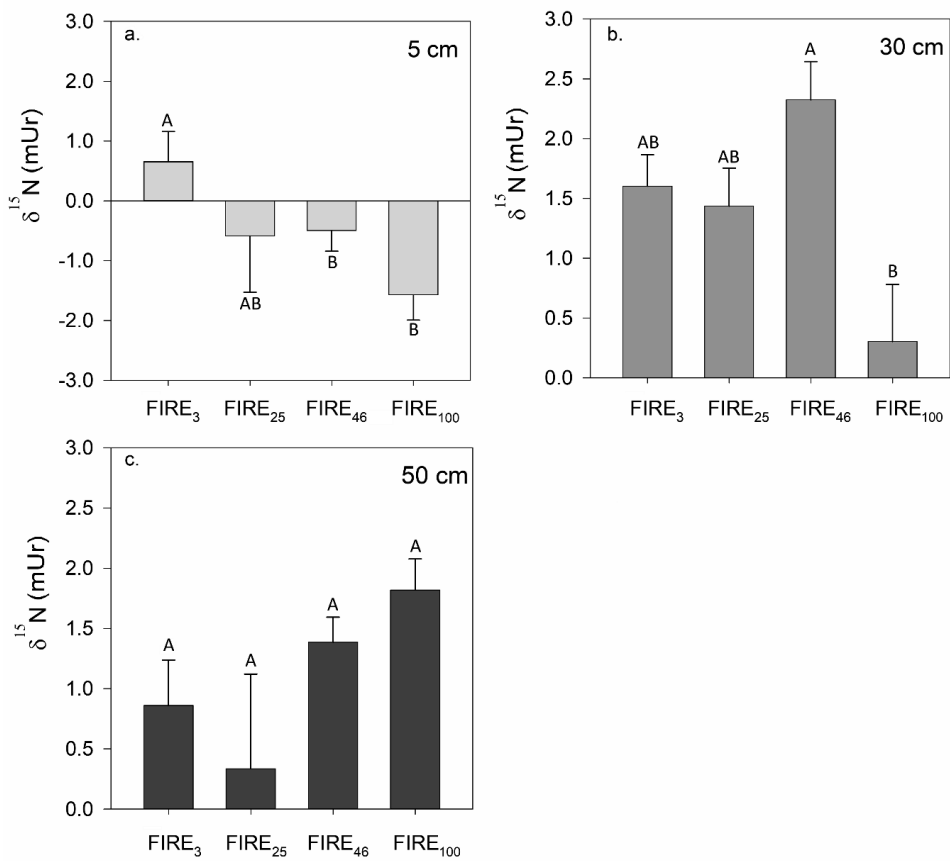 a.
5 cm
δ¹⁵N (mUr)
3.0
2.0
1.0
0.0
-1.0
-2.0
-3.0
A
AB
B
B
FIRE₃ FIRE₂₅ FIRE₄₆ FIRE₁₀₀
b.
30 cm
δ¹⁵N (mUr)
3.0
2.5
2.0
1.5
1.0
0.5
0.0
AB
AB
A
B
FIRE₃ FIRE₂₅ FIRE₄₆ FIRE₁₀₀
c.
50 cm
δ¹⁵N (mUr)
3.0
2.5
2.0
1.5
1.0
0.5
0.0
A
A
A
A
FIRE₃ FIRE₂₅ FIRE₄₆ FIRE₁₀₀